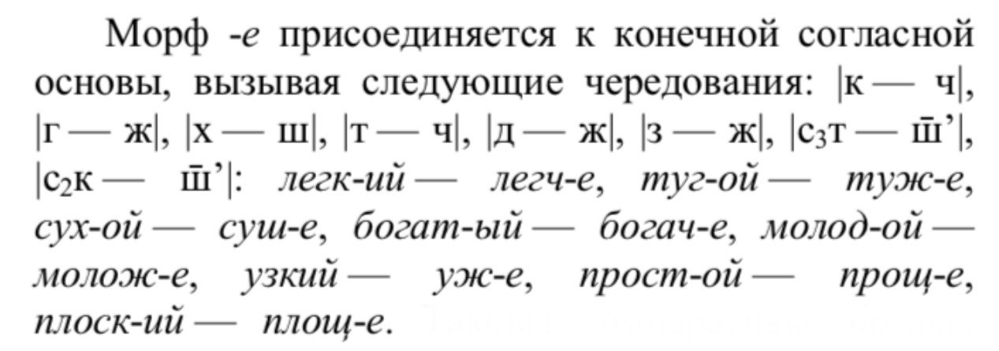 Морф -е присоединяется к конечной согласной
основы, вызывая следующие чередования: |к — ч|,
|г — ж|, |х — ш|, |т — ч|, |д — ж|, |з — ж|, |с₃т — ш̄’|,
|с₂к — ш̄’|: легк-ий — легч-е, туг-ой — туж-е,
сух-ой — суш-е, богат-ый — богач-е, молод-ой —
молож-е, узкий — уж-е, прост-ой — прощ-е,
плоск-ий — площ-е.